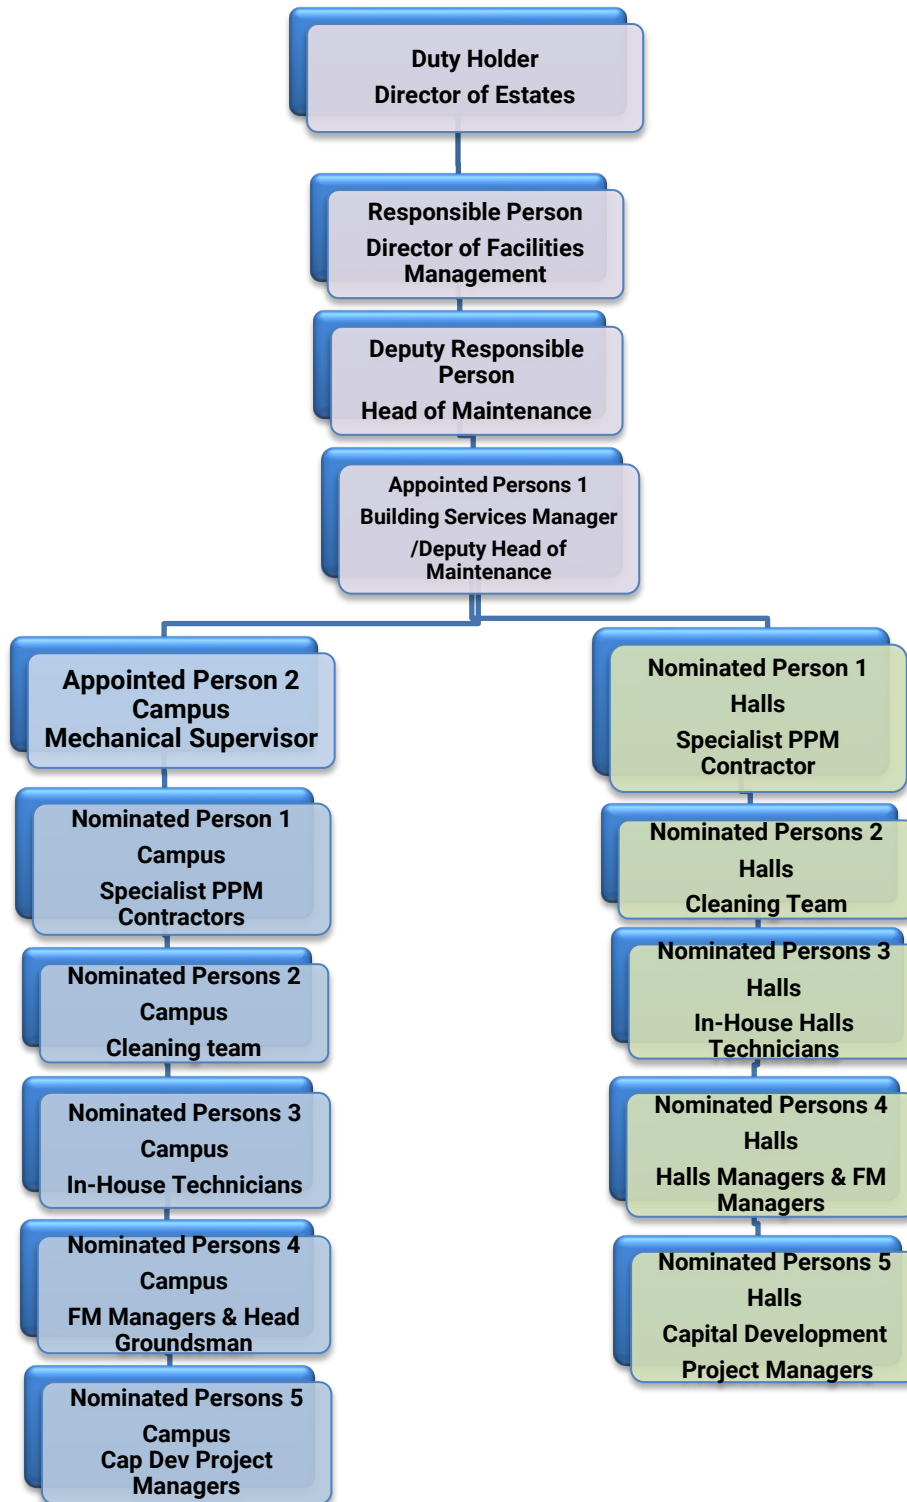 Duty Holder
Director of Estates
Responsible Person
Director of Facilities
Management
Deputy Responsible
Person
Head of Maintenance
Appointed Persons 1
Building Services Manager
/Deputy Head of
Maintenance
Appointed Person 2
Campus
Mechanical Supervisor
Nominated Person 1
Campus
Specialist PPM
Contractors
Nominated Persons 2
Campus
Cleaning team
Nominated Persons 3
Campus
In-House Technicians
Nominated Persons 4
Campus
FM Managers & Head
Groundsman
Nominated Persons 5
Campus
Cap Dev Project
Managers
Nominated Person 1
Halls
Specialist PPM
Contractor
Nominated Persons 2
Halls
Cleaning Team
Nominated Persons 3
Halls
In-House Halls
Technicians
Nominated Persons 4
Halls
Halls Managers & FM
Managers
Nominated Persons 5
Halls
Capital Development
Project Managers